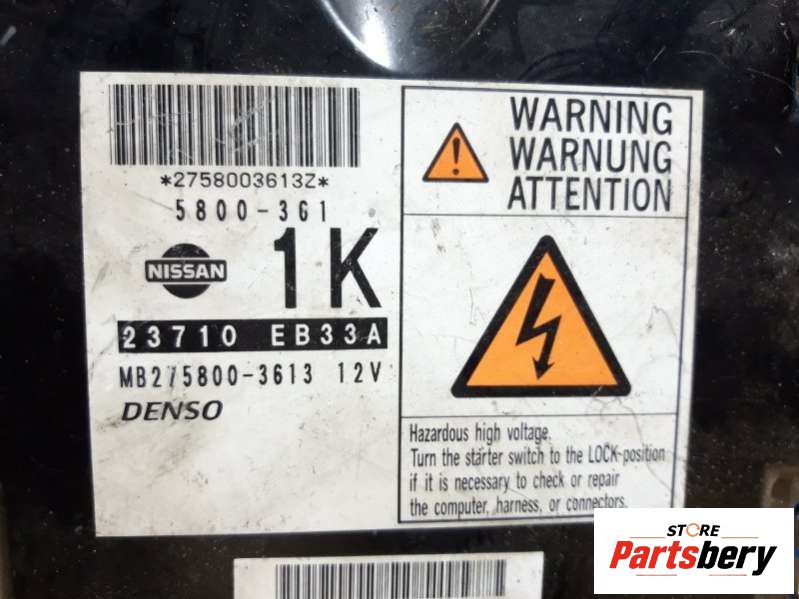 *2758003613Z*
5800-361
NISSAN
1K
23710 EB33A
MB275800-3613 12V
DENSO
WARNING
WARNUNG
ATTENTION
Hazardous high voltage.
Turn the starter switch to the LOCK-position
if it is necessary to check or repair
the computer, harness, or connectors.
STORE
Partsbery